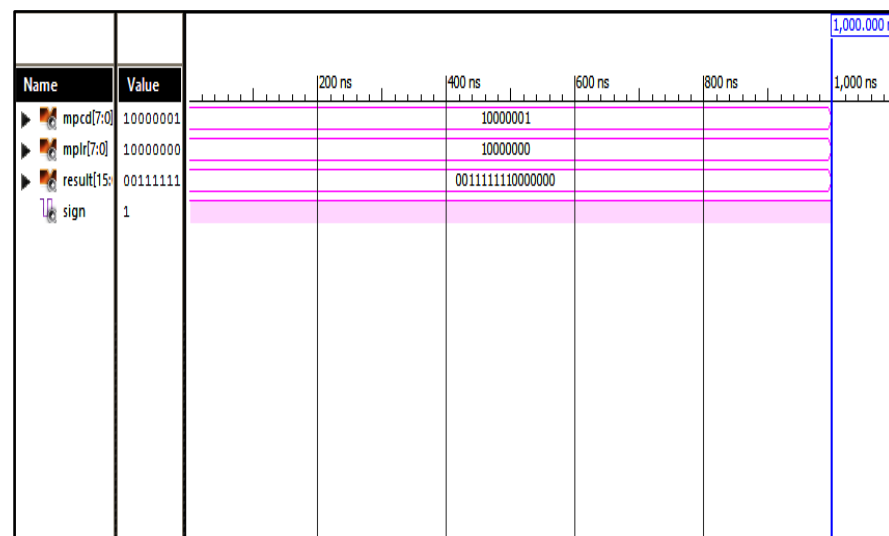 1,000.000 n
Name Value 200 ns 400 ns 600 ns 800 ns 1,000 ns
mpcd[7:0] 10000001 10000001
mplr[7:0] 10000000 10000000
result[15: 00111111 0011111110000000
sign 1